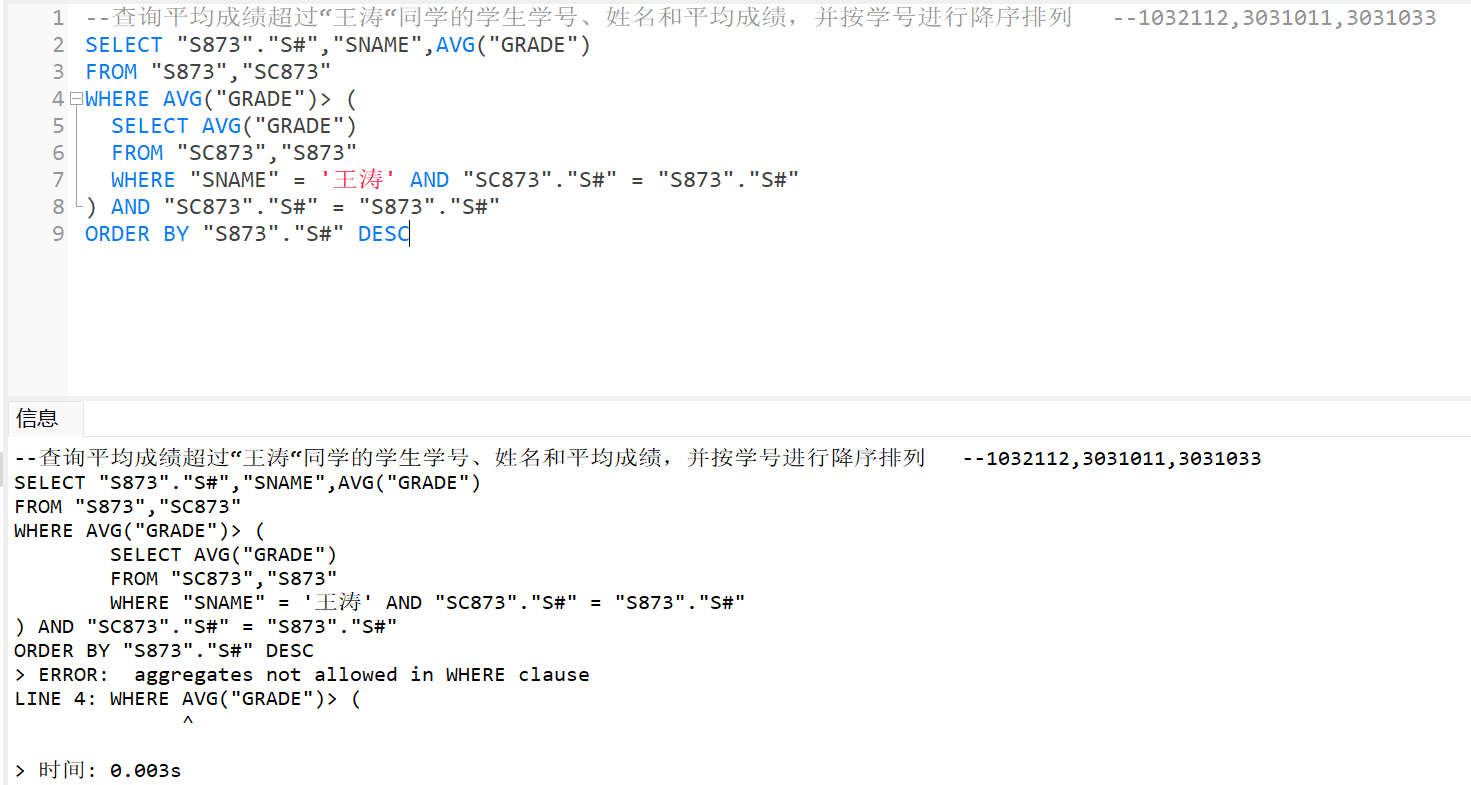 1 --查询平均成绩超过“王涛“同学的学生学号、姓名和平均成绩，并按学号进行降序排列   --1032112,3031011,3031033
2 SELECT "S873"."S#","SNAME",AVG("GRADE")
3 FROM "S873","SC873"
4 WHERE AVG("GRADE")> (
5   SELECT AVG("GRADE")
6   FROM "SC873","S873"
7   WHERE "SNAME" = '王涛' AND "SC873"."S#" = "S873"."S#"
8 ) AND "SC873"."S#" = "S873"."S#"
9 ORDER BY "S873"."S#" DESC
信息
--查询平均成绩超过“王涛“同学的学生学号、姓名和平均成绩，并按学号进行降序排列   --1032112,3031011,3031033
SELECT "S873"."S#","SNAME",AVG("GRADE")
FROM "S873","SC873"
WHERE AVG("GRADE")> (
        SELECT AVG("GRADE")
        FROM "SC873","S873"
        WHERE "SNAME" = '王涛' AND "SC873"."S#" = "S873"."S#"
) AND "SC873"."S#" = "S873"."S#"
ORDER BY "S873"."S#" DESC
> ERROR:  aggregates not allowed in WHERE clause
LINE 4: WHERE AVG("GRADE")> (
              ^
> 时间: 0.003s